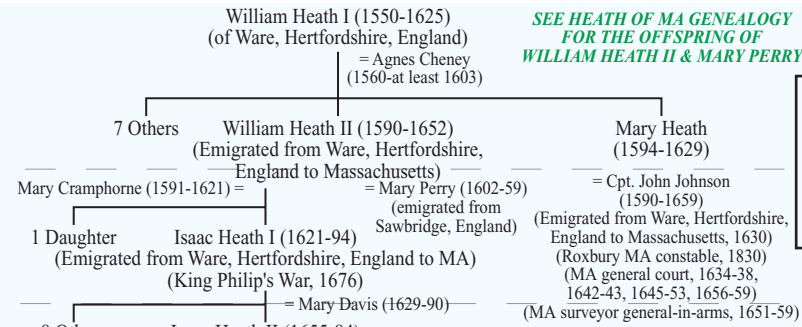 William Heath I (1550-1625)
(of Ware, Hertfordshire, England)
SEE HEATH OF MA GENEALOGY
FOR THE OFFSPRING OF
WILLIAM HEATH II & MARY PERRY
= Agnes Cheney
(1560-at least 1603)
7 Others
William Heath II (1590-1652)
(Emigrated from Ware, Hertfordshire,
England to Massachusetts)
Mary Heath
(1594-1629)
Mary Cramphorne (1591-1621) =
= Mary Perry (1602-59)
(emigrated from
Sawbridge, England)
= Cpt. John Johnson
(1590-1659)
(Emigrated from Ware, Hertfordshire,
England to Massachusetts, 1630)
(Roxbury MA constable, 1830)
(MA general court, 1634-38,
1642-43, 1645-53, 1656-59)
(MA surveyor general-in-arms, 1651-59)
1 Daughter
Isaac Heath I (1621-94)
(Emigrated from Ware, Hertfordshire, England to MA)
(King Philip's War, 1676)
= Mary Davis (1629-90)
Isaac Heath II